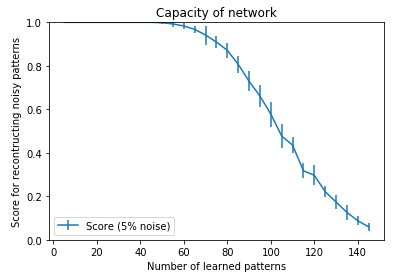 Capacity of network
Score for recontructing noisy patterns
1.0
0.8
0.6
0.4
0.2
0.0
Score (5% noise)
0 20 40 60 80 100 120 140
Number of learned patterns